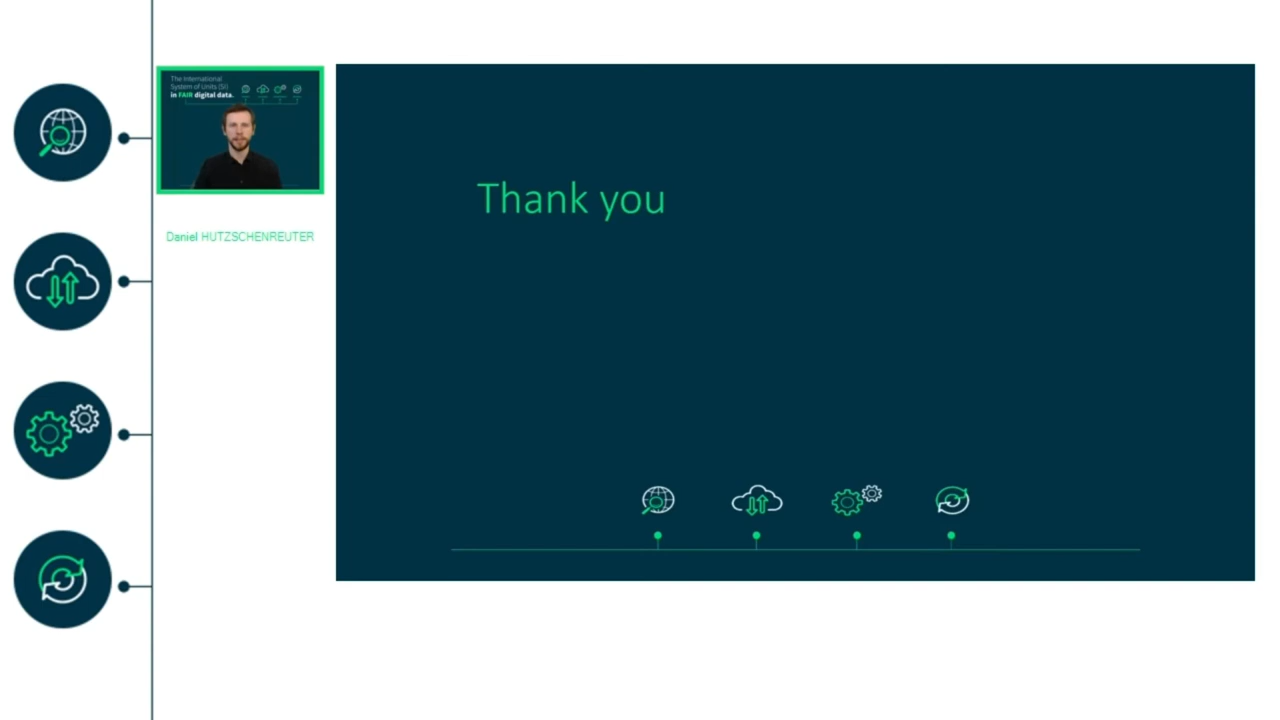 The International
System of Units (SI)
in FAIR digital data.
Daniel HUTZSCHENREUTER
Thank you